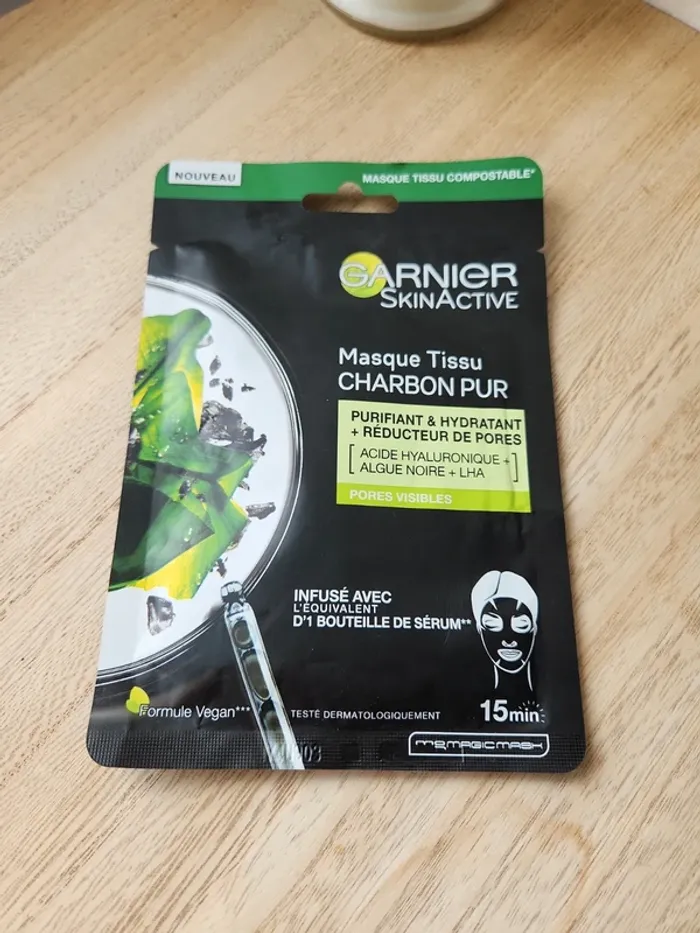 NOUVEAU
MASQUE TISSU COMPOSTABLE*
GARNIER
SKINACTIVE
Masque Tissu
CHARBON PUR
PURIFIANT & HYDRATANT
+ RÉDUCTEUR DE PORES
[ACIDE HYALURONIQUE +
ALGUE NOIRE + LHA]
PORES VISIBLES
INFUSÉ AVEC
L'ÉQUIVALENT
D'1 BOUTEILLE DE SÉRUM**
Formule Vegan***
TESTÉ DERMATOLOGIQUEMENT
15min
MR MAGIC MASK